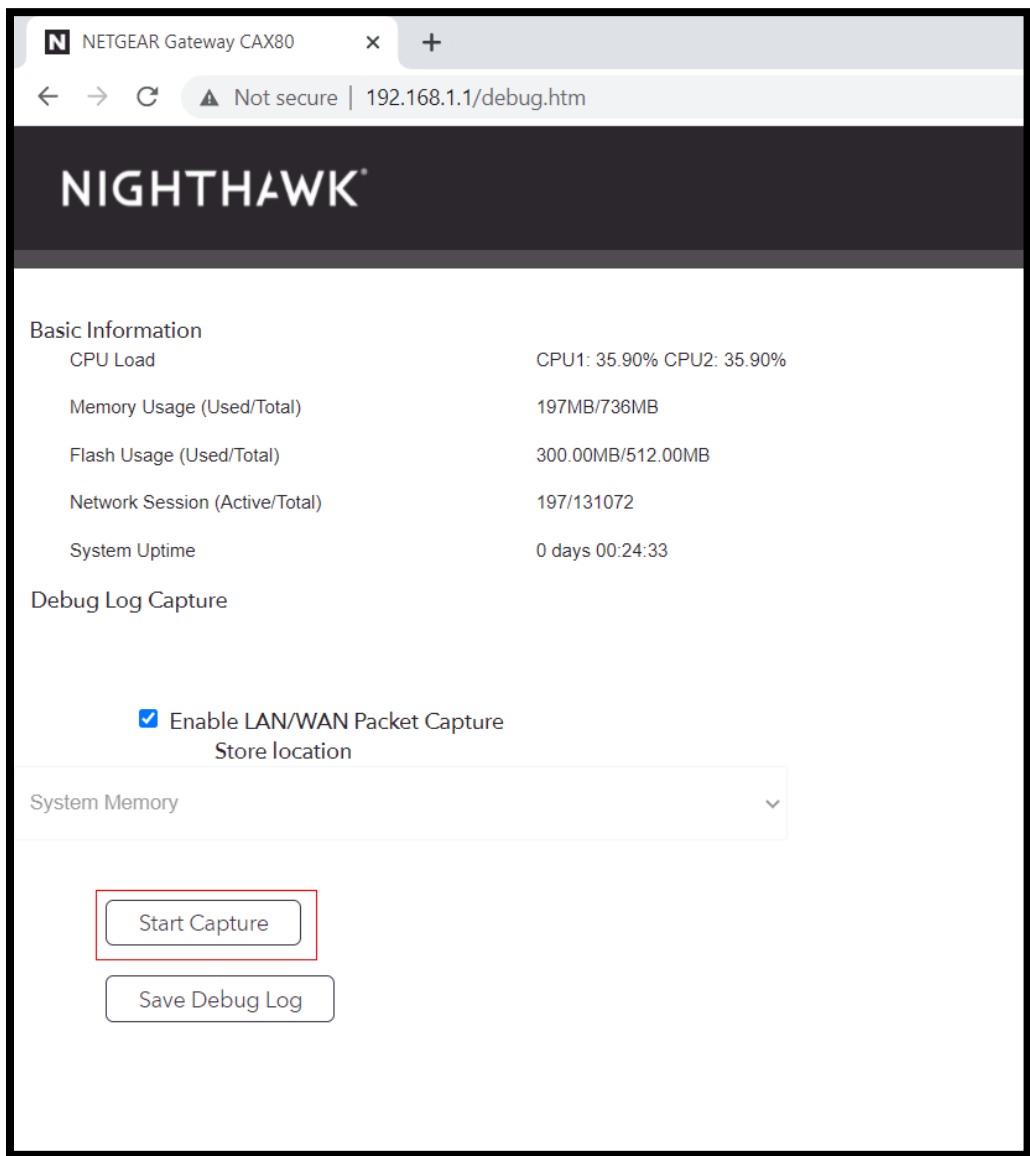 N NETGEAR Gateway CAX80
Not secure | 192.168.1.1/debug.htm
NIGHTHAWK®
Basic Information
CPU Load CPU1: 35.90% CPU2: 35.90%
Memory Usage (Used/Total) 197MB/736MB
Flash Usage (Used/Total) 300.00MB/512.00MB
Network Session (Active/Total) 197/131072
System Uptime 0 days 00:24:33
Debug Log Capture
Enable LAN/WAN Packet Capture
Store location
System Memory
Start Capture
Save Debug Log